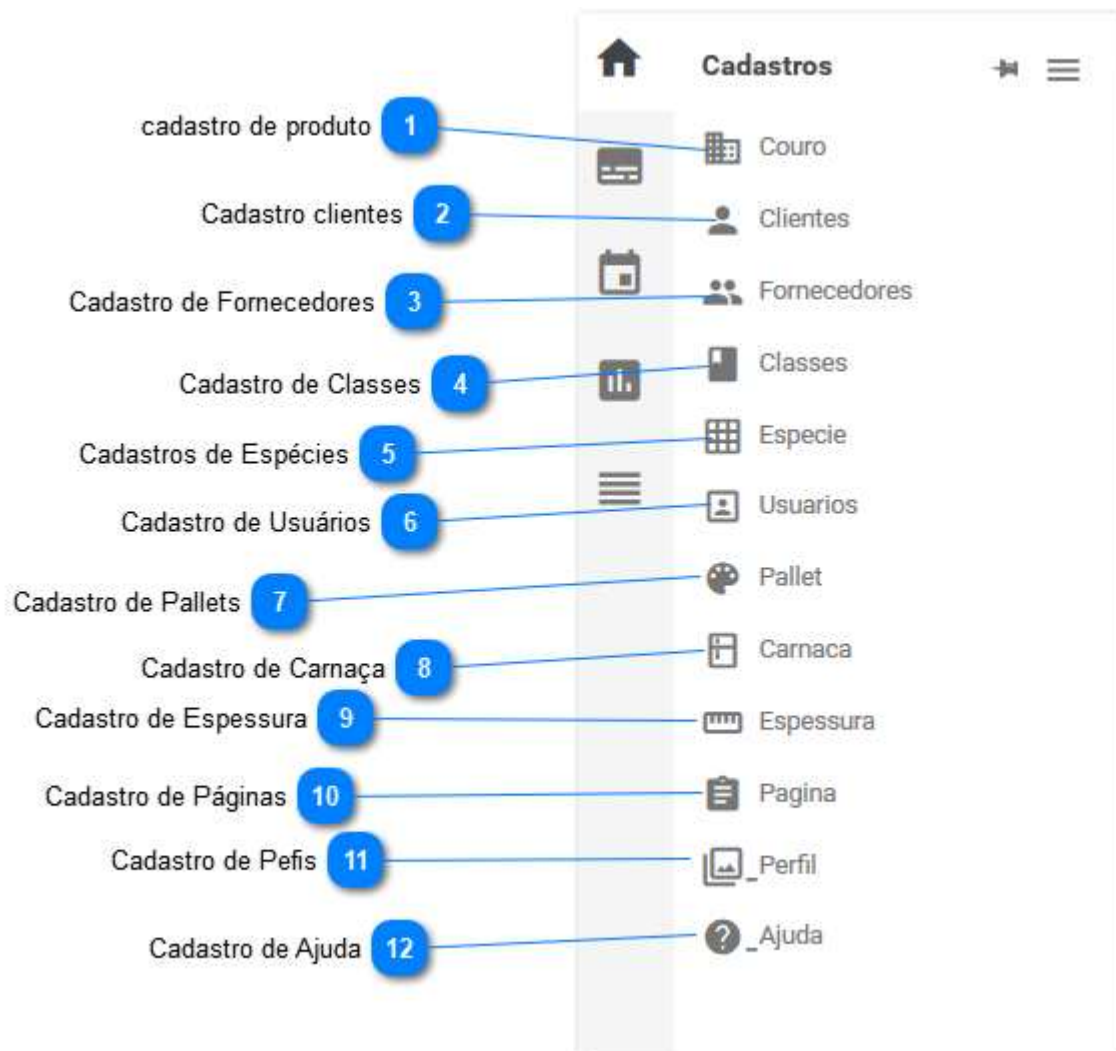 Cadastros
cadastro de produto 1 Couro
Cadastro clientes 2 Clientes
Cadastro de Fornecedores 3 Fornecedores
Cadastro de Classes 4 Classes
Cadastros de Espécies 5 Especie
Cadastro de Usuários 6 Usuarios
Cadastro de Pallets 7 Pallet
Cadastro de Carnaça 8 Carnaca
Cadastro de Espessura 9 Espessura
Cadastro de Páginas 10 Pagina
Cadastro de Pefis 11 _Perfil
Cadastro de Ajuda 12 _Ajuda